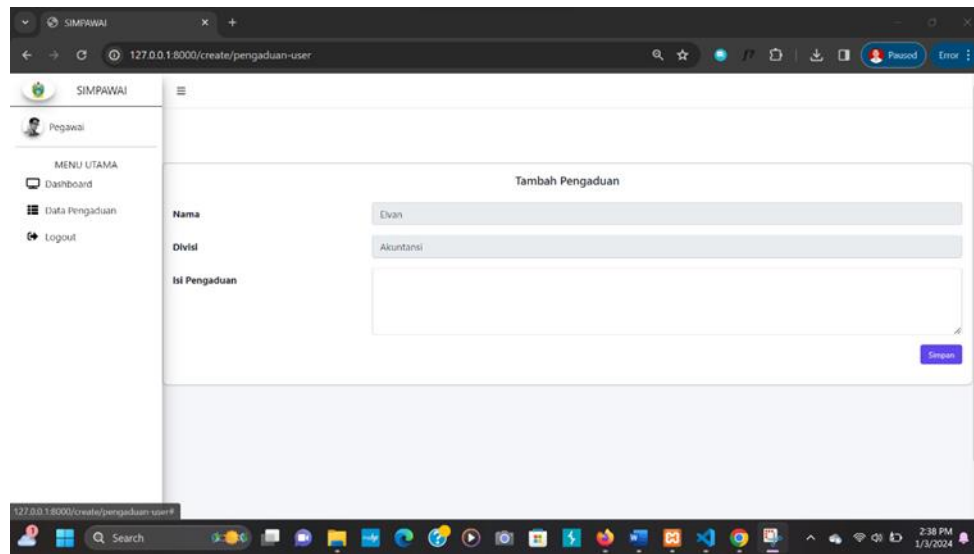 SIMPAWAI
127.0.0.1:8000/create/pengaduan-user
Paused
Error
SIMPAWAI
Pegawai
MENU UTAMA
Dashboard
Data Pengaduan
Logout
Tambah Pengaduan
Nama
Elvan
Divisi
Akuntansi
Isi Pengaduan
Simpan
127.0.0.1:8000/create/pengaduan-user#
Search
2:38 PM
1/3/2024